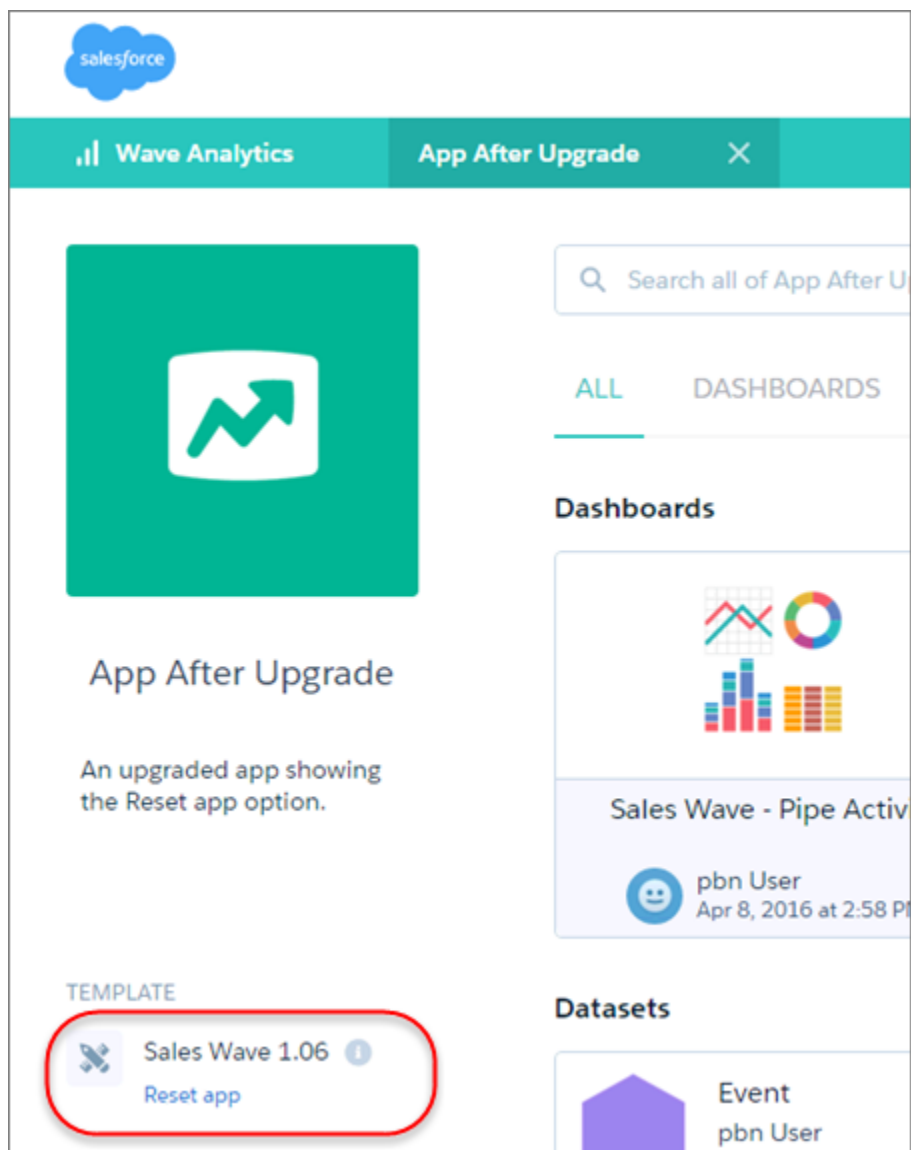 salesforce
Wave Analytics
App After Upgrade
Search all of App After U
ALL
DASHBOARDS
Dashboards
App After Upgrade
An upgraded app showing
the Reset app option.
Sales Wave - Pipe Activ
pbn User
Apr 8, 2016 at 2:58 P
TEMPLATE
Sales Wave 1.06
Reset app
Datasets
Event
pbn User